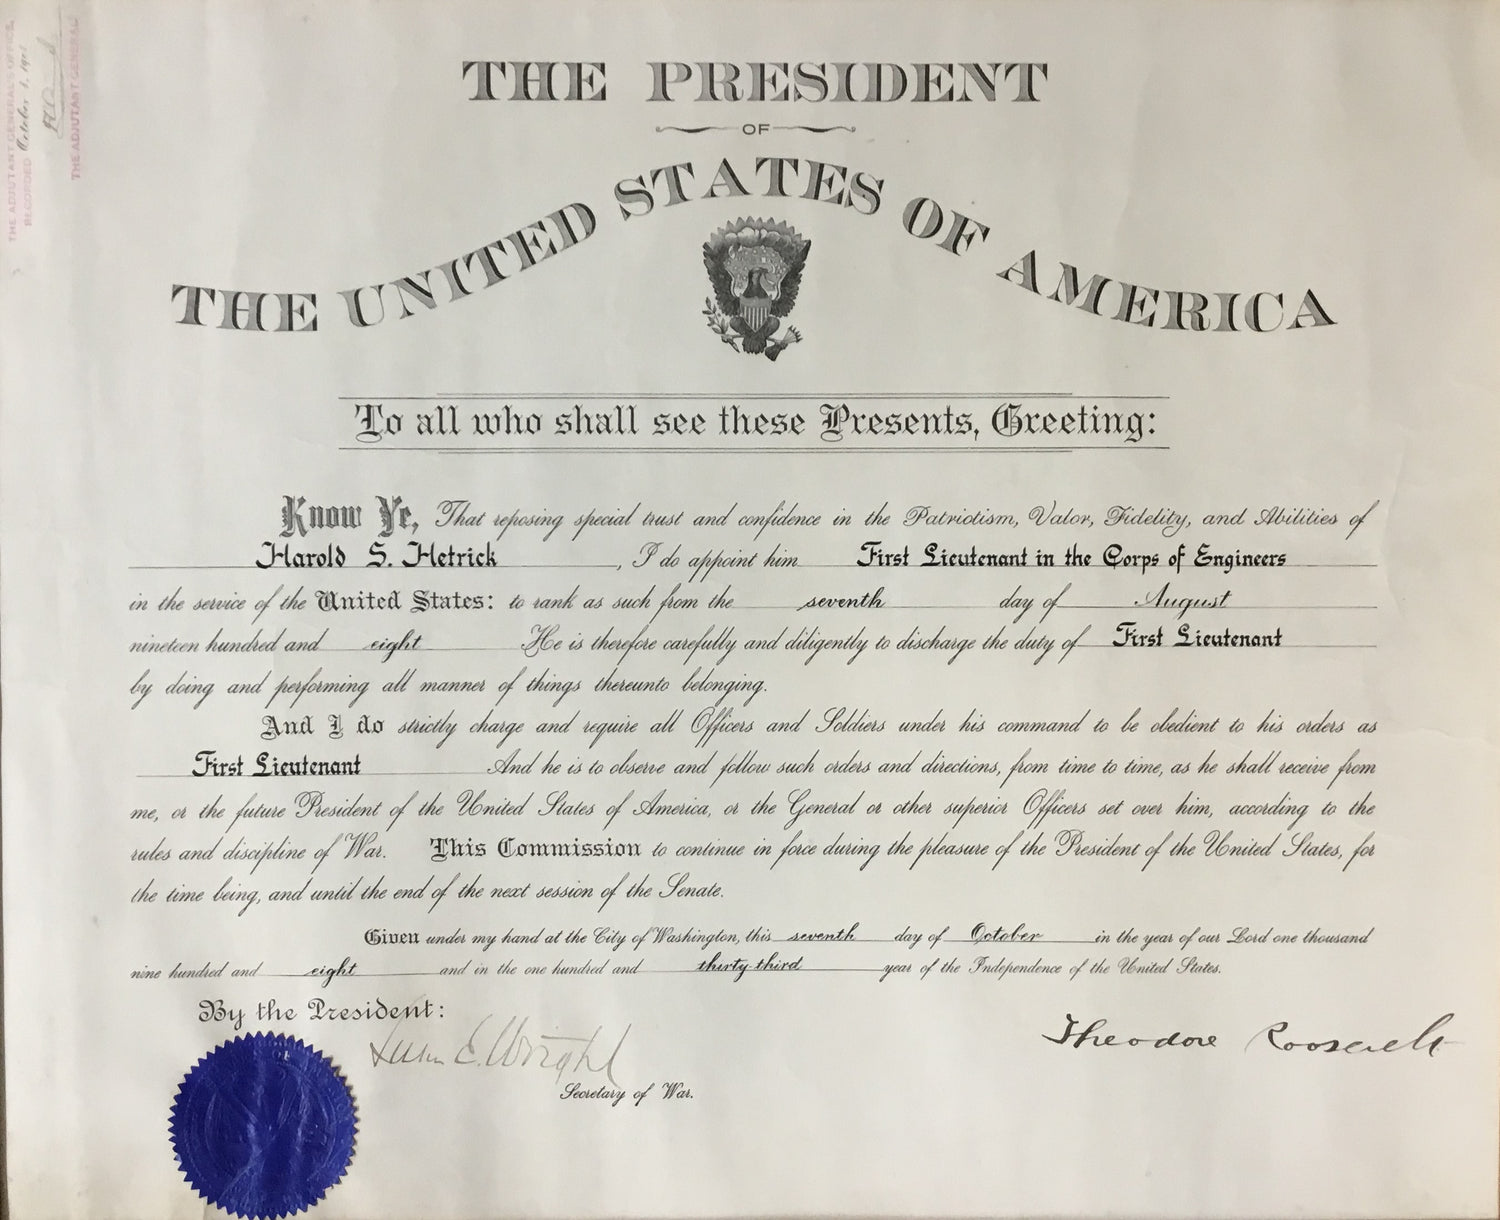 THE ADJUTANT GENERAL'S OFFICE,
RECORDED October 8, 1908
THE ADJUTANT GENERAL
THE PRESIDENT
OF
THE UNITED STATES OF AMERICA
To all who shall see these Presents, Greeting:
Know Ye, That reposing special trust and confidence in the Patriotism, Valor, Fidelity, and Abilities of
Harold S. Hetrick, I do appoint him First Lieutenant in the Corps of Engineers
in the service of the United States: to rank as such from the seventh day of August
nineteen hundred and eight He is therefore carefully and diligently to discharge the duty of First Lieutenant
by doing and performing all manner of things thereunto belonging.
And I do strictly charge and require all Officers and Soldiers under his command to be obedient to his orders as
First Lieutenant And he is to observe and follow such orders and directions, from time to time, as he shall receive from
me, or the future President of the United States of America, or the General or other superior Officers set over him, according to the
rules and discipline of War. This Commission to continue in force during the pleasure of the President of the United States, for
the time being, and until the end of the next session of the Senate.
Given under my hand at the City of Washington, this seventh day of October in the year of our Lord one thousand
nine hundred and eight and in the one hundred and thirty-third year of the Independence of the United States.
By the President:
Luke E. Wright
Theodore Roosevelt
Secretary of War.